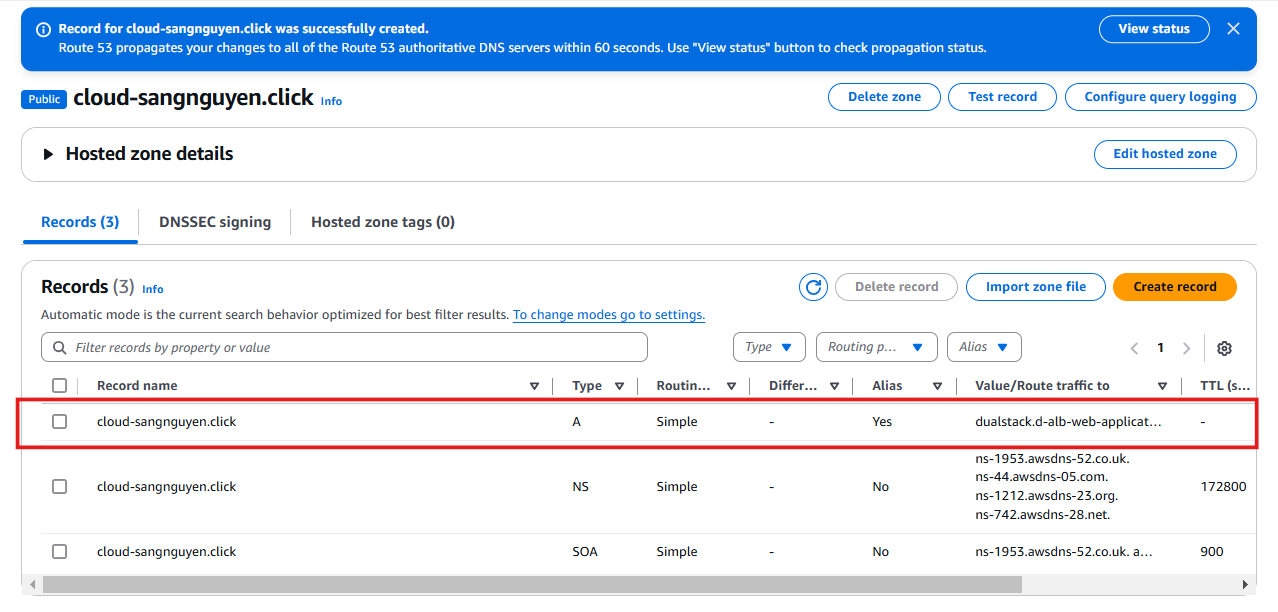 Record for cloud-sangnguyen.click was successfully created.
View status
Route 53 propagates your changes to all of the Route 53 authoritative DNS servers within 60 seconds. Use "View status" button to check propagation status.
Public cloud-sangnguyen.click Info
Delete zone Test record Configure query logging
Hosted zone details
Edit hosted zone
Records (3) DNSSEC signing Hosted zone tags (0)
Records (3) Info
Delete record Import zone file Create record
Automatic mode is the current search behavior optimized for best filter results. To change modes go to settings.
Filter records by property or value Type Routing p... Alias 1
Record name Type Routin... Differ... Alias Value/Route traffic to TTL (s...
cloud-sangnguyen.click A Simple - Yes dualstack.d-alb-web-applicat... -
ns-1953.awsdns-52.co.uk.
ns-44.awsdns-05.com.
cloud-sangnguyen.click NS Simple - No 172800
ns-1212.awsdns-23.org.
ns-742.awsdns-28.net.
cloud-sangnguyen.click SOA Simple - No ns-1953.awsdns-52.co.uk. a... 900